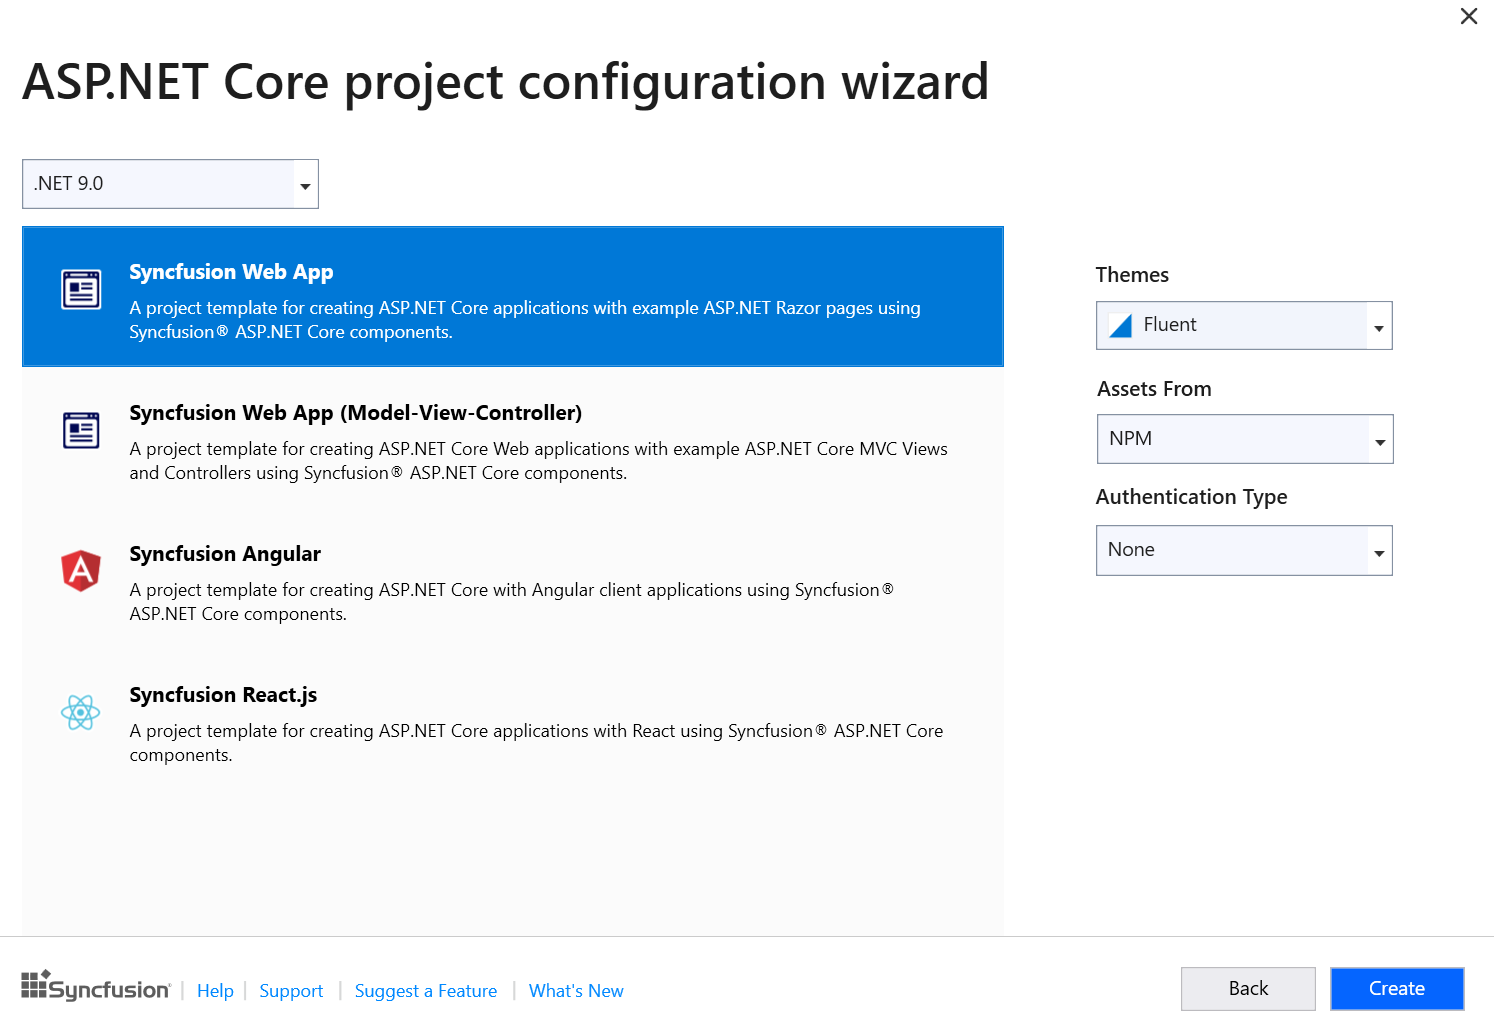 ASP.NET Core project configuration wizard
.NET 9.0
Syncfusion Web App
A project template for creating ASP.NET Core applications with example ASP.NET Razor pages using
Syncfusion® ASP.NET Core components.
Syncfusion Web App (Model-View-Controller)
A project template for creating ASP.NET Core Web applications with example ASP.NET Core MVC Views
and Controllers using Syncfusion® ASP.NET Core components.
Syncfusion Angular
A project template for creating ASP.NET Core with Angular client applications using Syncfusion®
ASP.NET Core components.
Syncfusion React.js
A project template for creating ASP.NET Core applications with React using Syncfusion® ASP.NET Core
components.
Themes
Fluent
Assets From
NPM
Authentication Type
None
Syncfusion® | Help | Support | Suggest a Feature | What's New
Back
Create